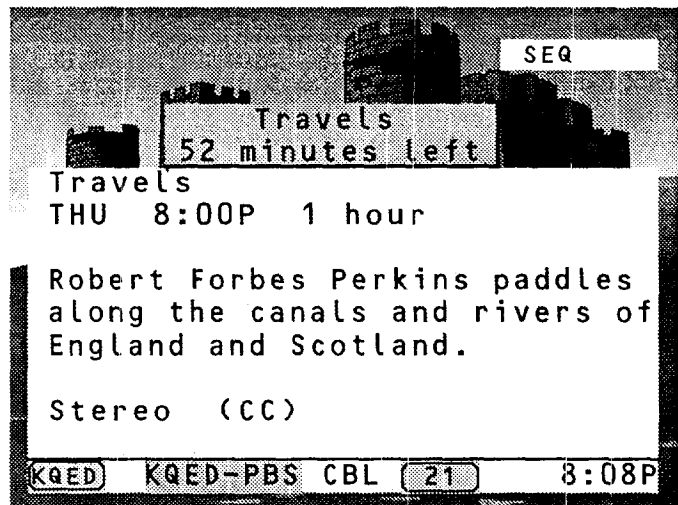 SEQ
Travels
52 minutes left
Travels
THU 8:00P 1 hour
Robert Forbes Perkins paddles
along the canals and rivers of
England and Scotland.
Stereo (CC)
KQED KQED-PBS CBL 21 8:08P